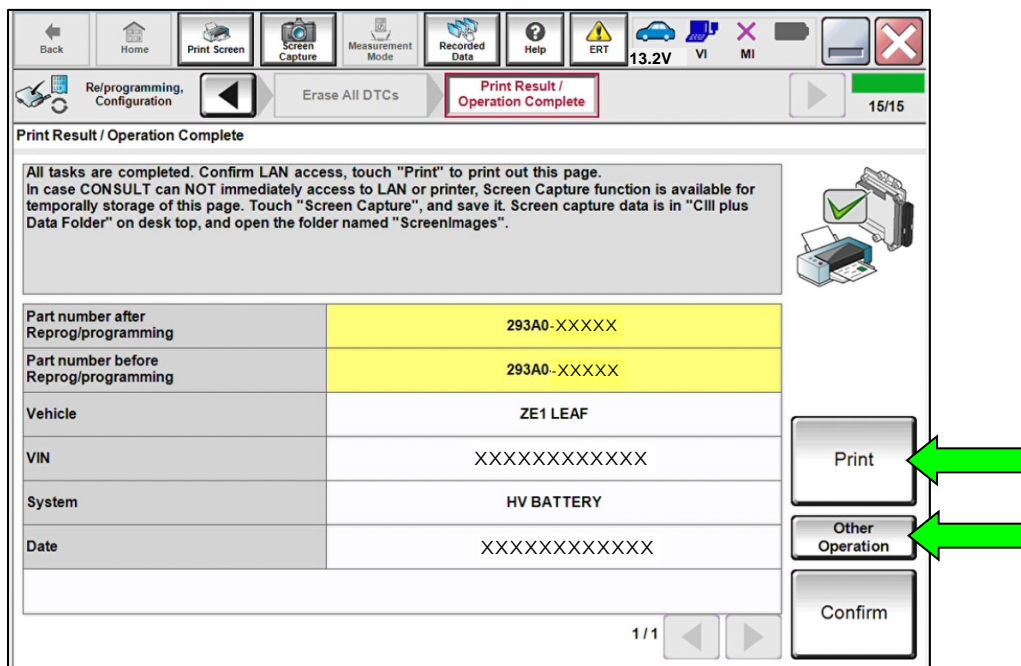 Back
Home
Print Screen
Screen
Capture
Measurement
Mode
Recorded
Data
Help
ERT
13.2V
VI
MI
Re/programming,
Configuration
Erase All DTCs
Print Result /
Operation Complete
15/15
Print Result / Operation Complete
All tasks are completed. Confirm LAN access, touch "Print" to print out this page.
In case CONSULT can NOT immediately access to LAN or printer, Screen Capture function is available for
temporally storage of this page. Touch "Screen Capture", and save it. Screen capture data is in "CIII plus
Data Folder" on desk top, and open the folder named "ScreenImages".
Part number after
Reprog/programming
293A0-XXXXX
Part number before
Reprog/programming
293A0--XXXXX
Vehicle
ZE1 LEAF
VIN
XXXXXXXXXXXX
System
HV BATTERY
Date
XXXXXXXXXXXX
1/1
Print
Other
Operation
Confirm